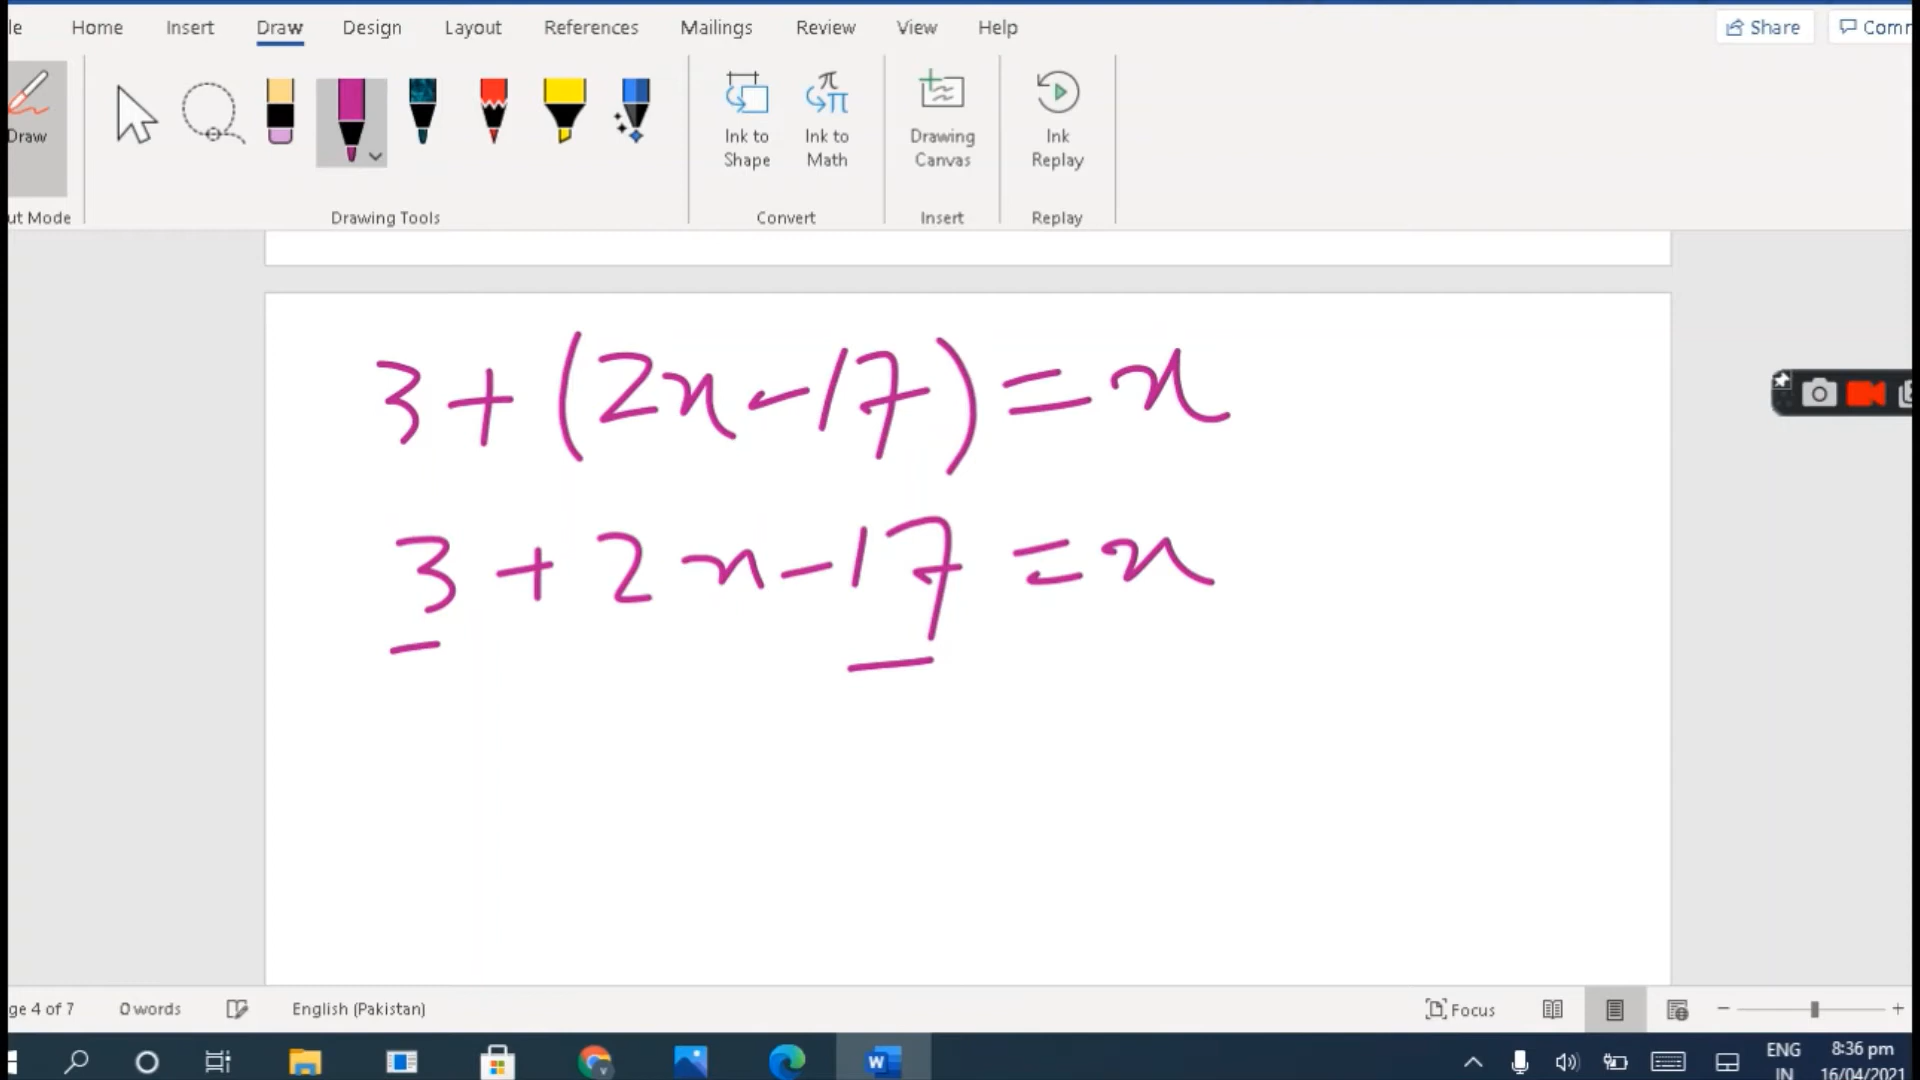 le Home Insert Draw Design Layout References Mailings Review View Help Share Comm
Draw
Ink to Shape
Ink to Math
Drawing Canvas
Ink Replay
ut Mode Drawing Tools Convert Insert Replay
3 + (2x - 17) = x
3 + 2x - 17 = x
ge 4 of 7 0 words English (Pakistan) Focus − +
ENG 8:36 pm
IN 16/04/2021